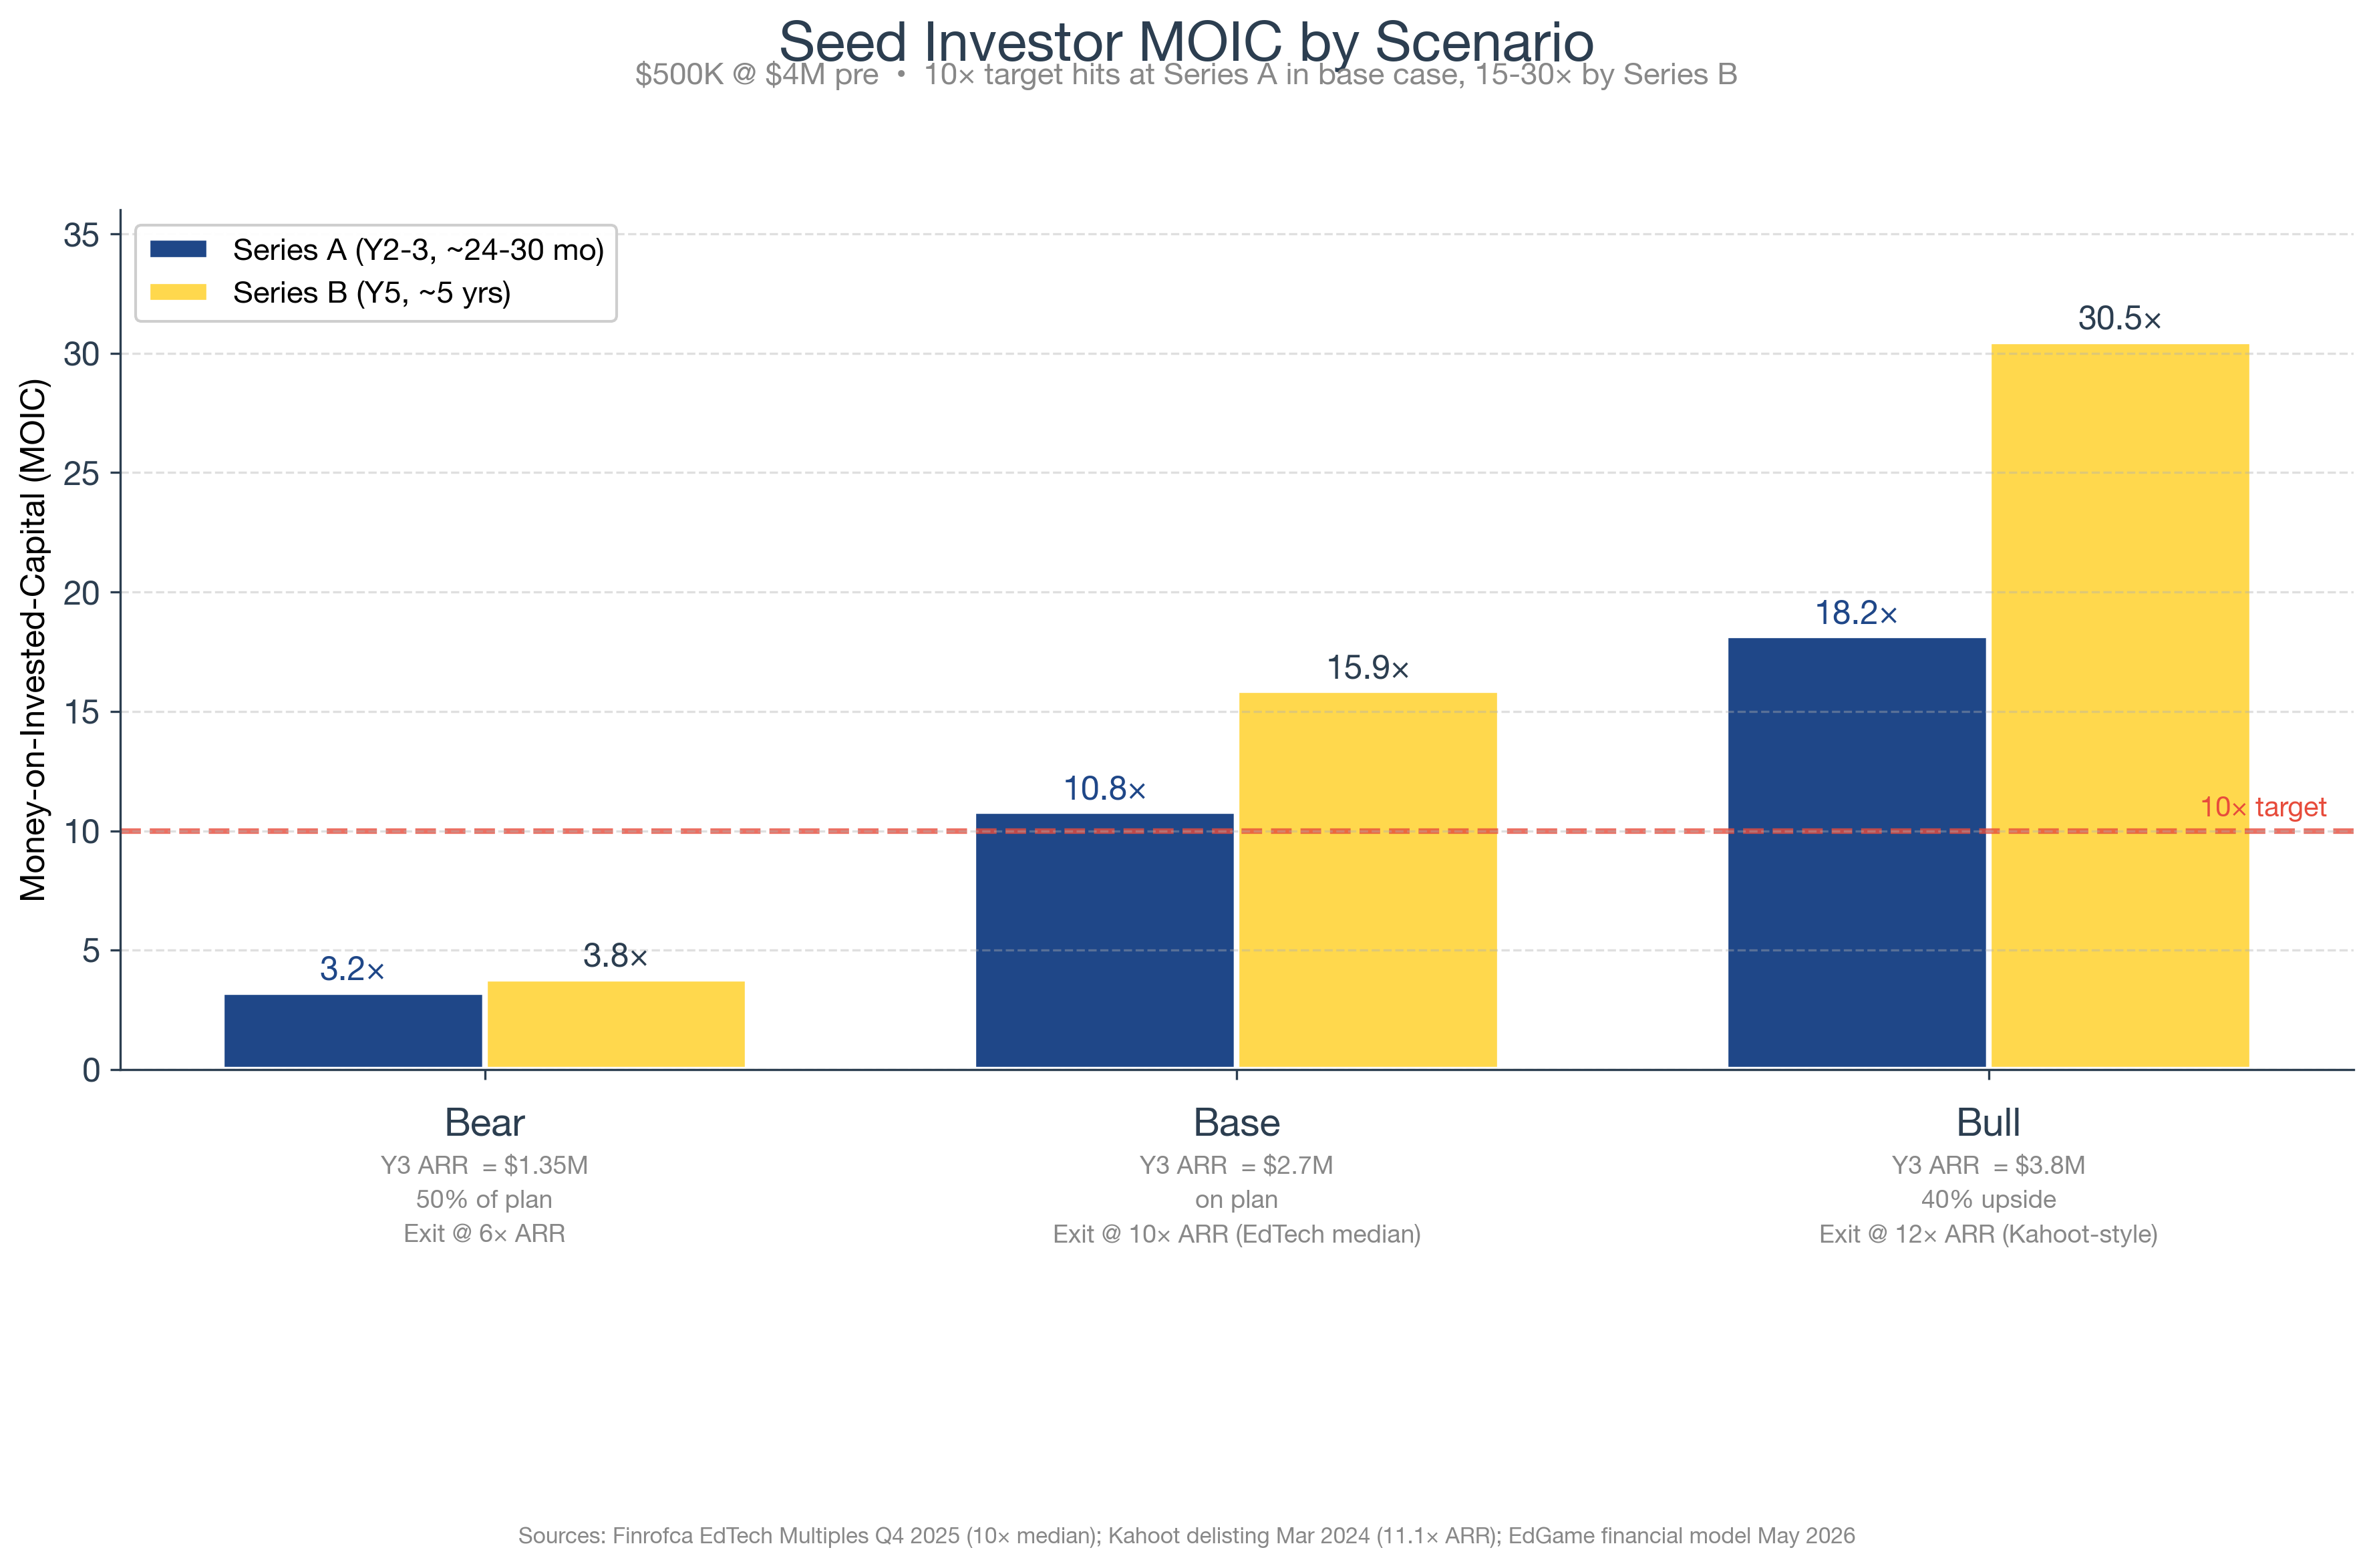 Seed Investor MOIC by Scenario
$500K @ $4M pre • 10× target hits at Series A in base case, 15-30× by Series B
Series A (Y2-3, ~24-30 mo)
Series B (Y5, ~5 yrs)
Money-on-Invested-Capital (MOIC)
35
30
25
20
15
10
5
0
3.2×
3.8×
10.8×
15.9×
18.2×
30.5×
10× target
Bear
Y3 ARR = $1.35M
50% of plan
Exit @ 6× ARR
Base
Y3 ARR = $2.7M
on plan
Exit @ 10× ARR (EdTech median)
Bull
Y3 ARR = $3.8M
40% upside
Exit @ 12× ARR (Kahoot-style)
Sources: Finrofca EdTech Multiples Q4 2025 (10× median); Kahoot delisting Mar 2024 (11.1× ARR); EdGame financial model May 2026